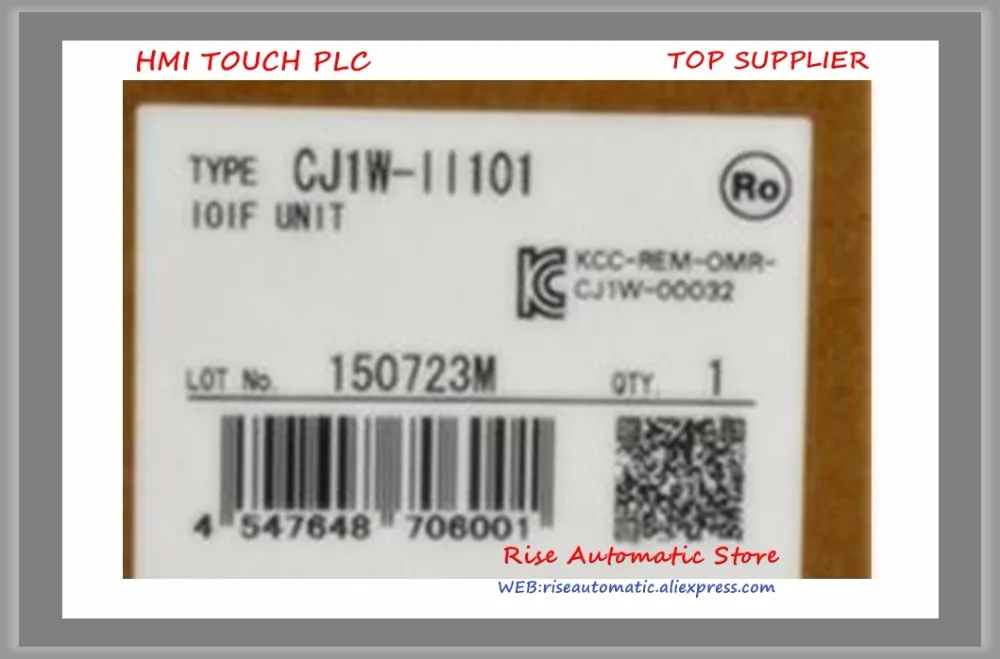 HMI TOUCH PLC
TOP SUPPLIER
TYPE CJ1W-II101
IOIF UNIT
Ro
KC
KCC-REM-OMR-
CJ1W-00032
LOT No. 150723M
QTY. 1
4 547648 706001
Rise Automatic Store
WEB:riseautomatic.aliexpress.com